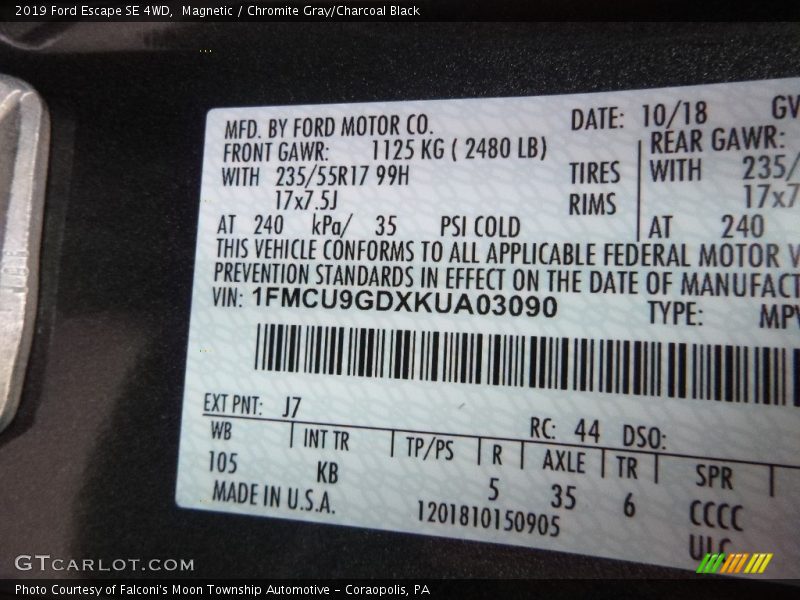 2019 Ford Escape SE 4WD,  Magnetic / Chromite Gray/Charcoal Black
MFD. BY FORD MOTOR CO. DATE: 10/18
FRONT GAWR: 1125 KG ( 2480 LB) REAR GAWR:
WITH 235/55R17 99H TIRES WITH 235/
17x7.5J RIMS 17x7
AT 240 kPa/ 35 PSI COLD AT 240
THIS VEHICLE CONFORMS TO ALL APPLICABLE FEDERAL MOTOR
PREVENTION STANDARDS IN EFFECT ON THE DATE OF MANUFACT
VIN: 1FMCU9GDXKUA03090 TYPE: MPV
EXT PNT: J7 RC: 44 DSO:
WB INT TR TP/PS R AXLE TR SPR
105 KB 5 35 6 CCCC
MADE IN U.S.A. 1201810150905
GTCARLOT.COM
Photo Courtesy of Falconi's Moon Township Automotive - Coraopolis, PA